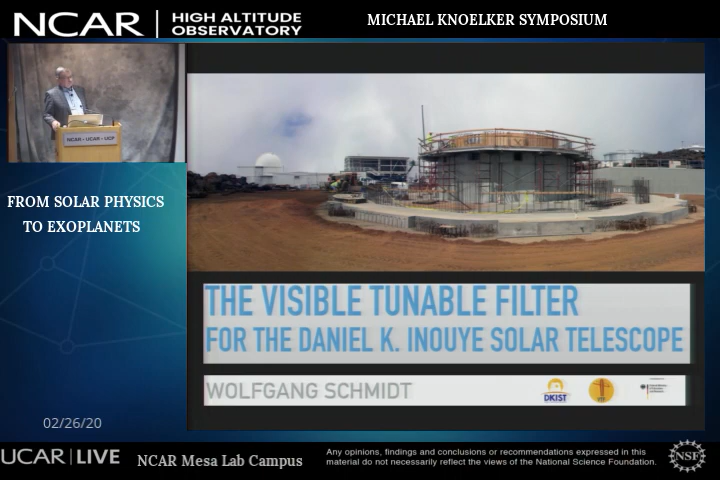 NCAR
HIGH ALTITUDE
OBSERVATORY
MICHAEL KNOELKER SYMPOSIUM
NCAR - UCAR - UCP
FROM SOLAR PHYSICS
TO EXOPLANETS
THE VISIBLE TUNABLE FILTER
FOR THE DANIEL K. INOUYE SOLAR TELESCOPE
WOLFGANG SCHMIDT
DKIST
02/26/20
UCAR | LIVE
NCAR Mesa Lab Campus
Any opinions, findings and conclusions or recommendations expressed in this
material do not necessarily reflect the views of the National Science Foundation.
NSF